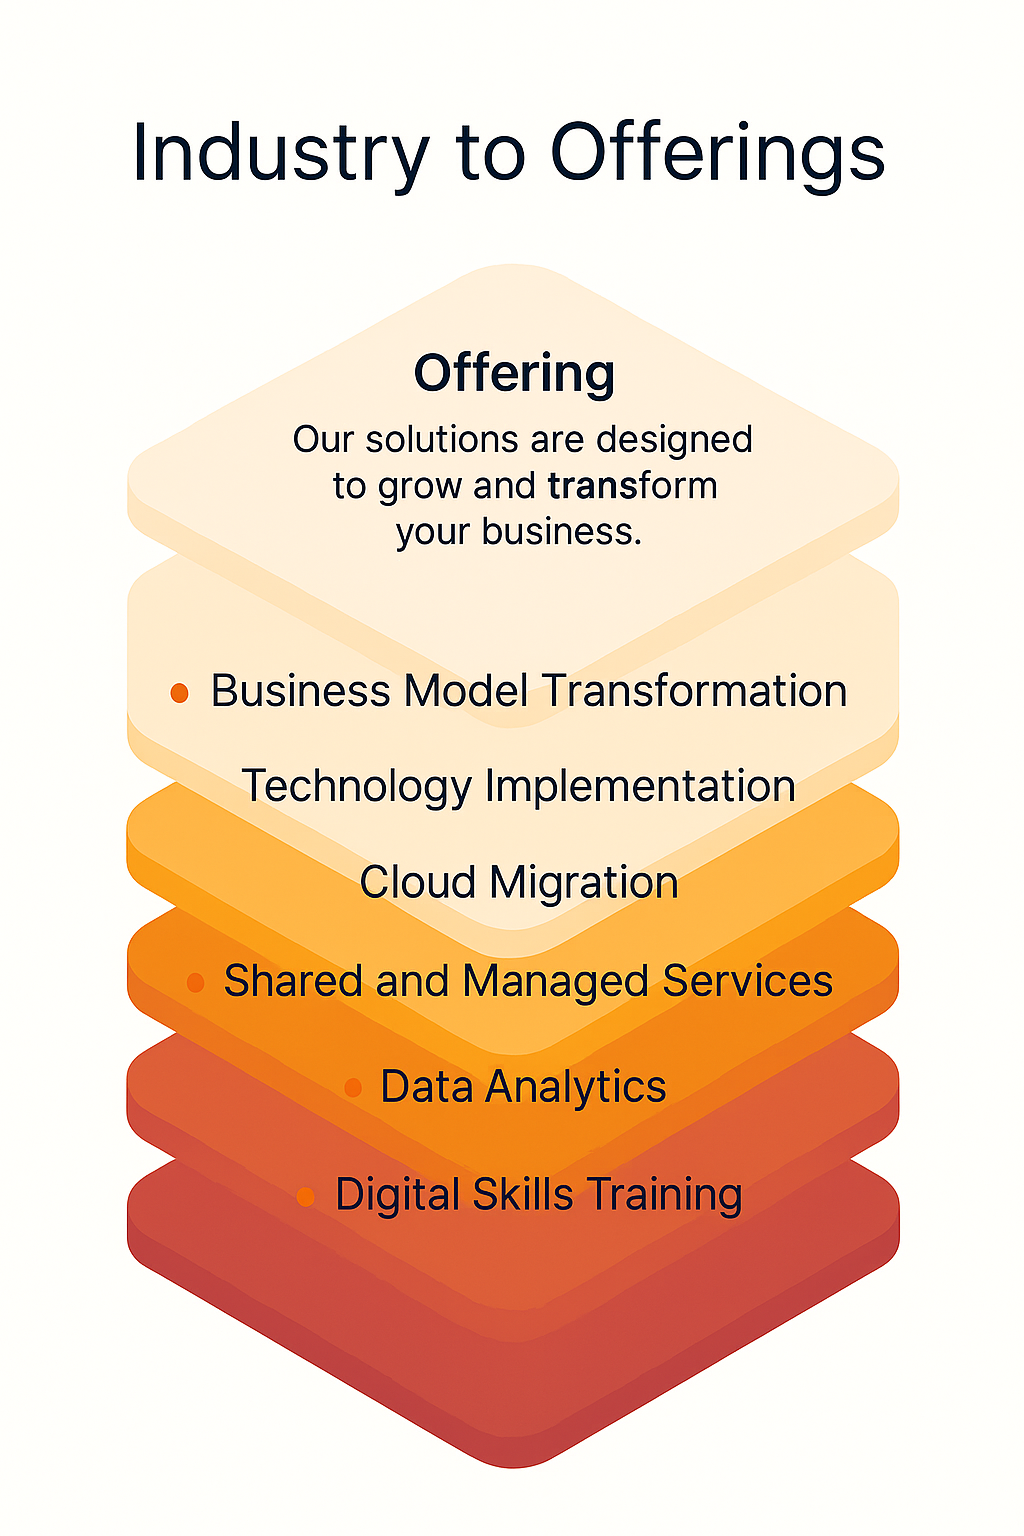 Industry to Offerings
Offering
Our solutions are designed
to grow and transform
your business.
• Business Model Transformation
Technology Implementation
Cloud Migration
• Shared and Managed Services
• Data Analytics
• Digital Skills Training